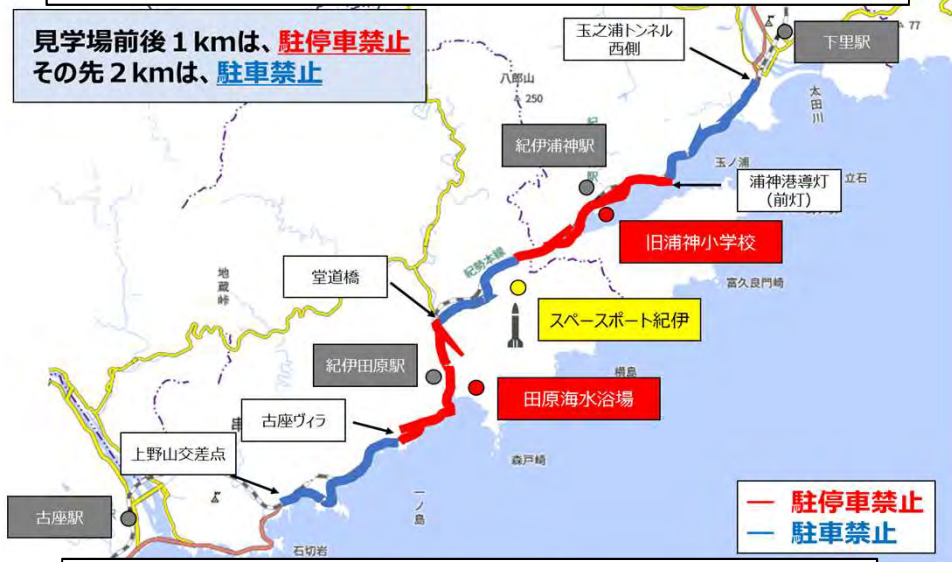 見学場前後１kmは、駐停車禁止
その先２kmは、駐車禁止
玉之浦トンネル
西側
下里駅
77
八郎山
250
太田川
紀伊浦神駅
駅
玉ノ浦
浦神港導灯
(前灯)
立石
旧浦神小学校
紀勢本線
堂道橋
地蔵峠
富久良門崎
スペースポート紀伊
紀伊田原駅
田原海水浴場
古座ヴィラ
上野山交差点
森戸崎
古座駅
一ノ島
石切岩
駐停車禁止
駐車禁止